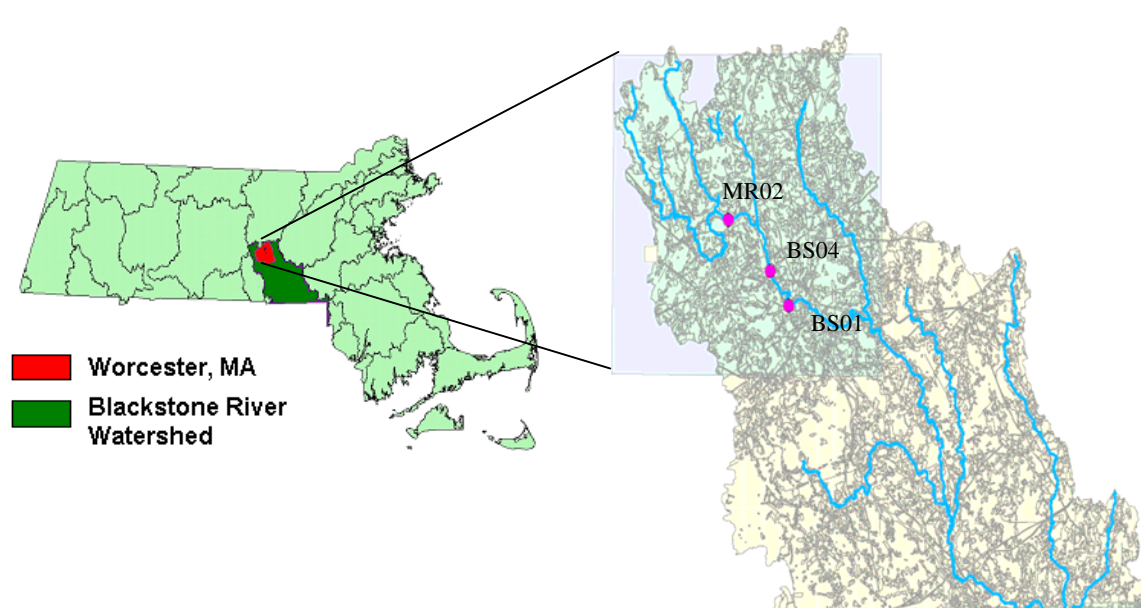 MR02
BS04
BS01
Worcester, MA
Blackstone River
Watershed